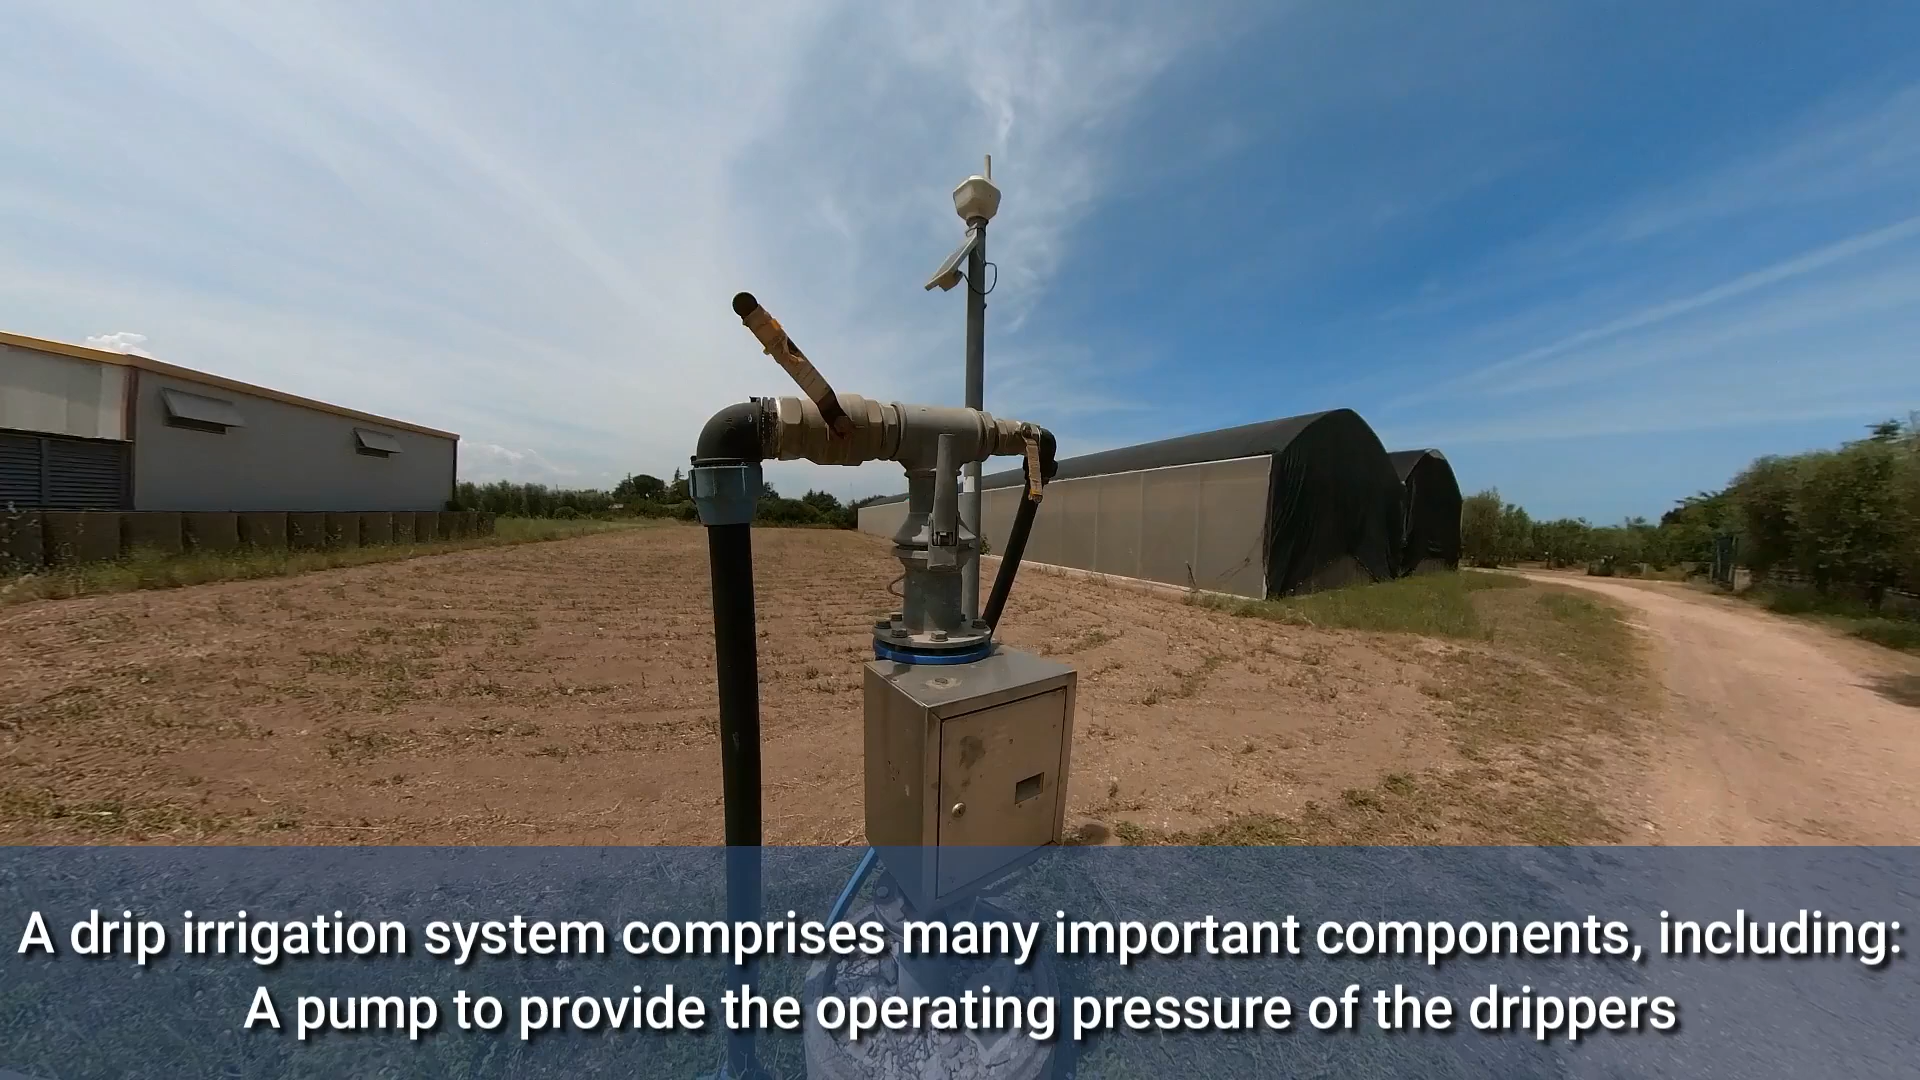 A drip irrigation system comprises many important components, including:
A pump to provide the operating pressure of the drippers